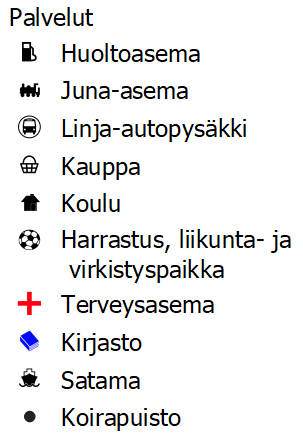 Palvelut
Huoltoasema
Juna-asema
Linja-autopysäkki
Kauppa
Koulu
Harrastus, liikunta- ja
virkistyspaikka
Terveysasema
Kirjasto
Satama
Koirapuisto